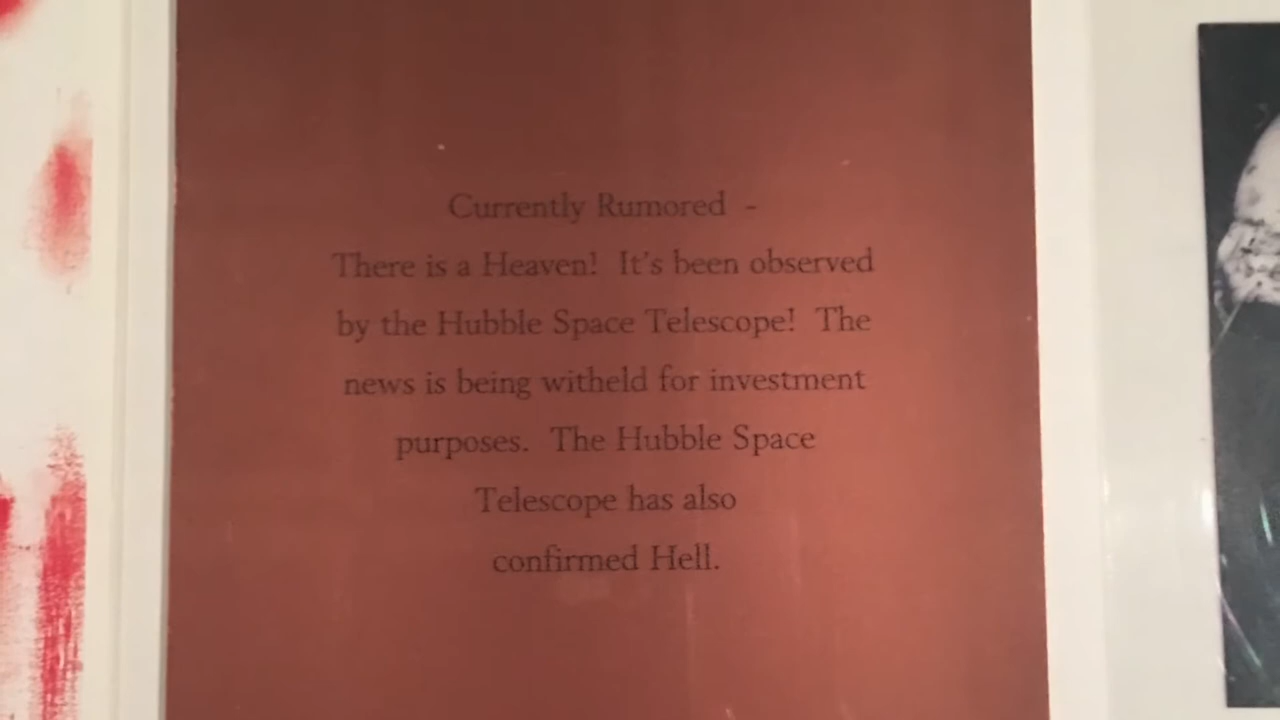 Currently Rumored -
There is a Heaven! It's been observed
by the Hubble Space Telescope! The
news is being witheld for investment
purposes. The Hubble Space
Telescope has also
confirmed Hell.